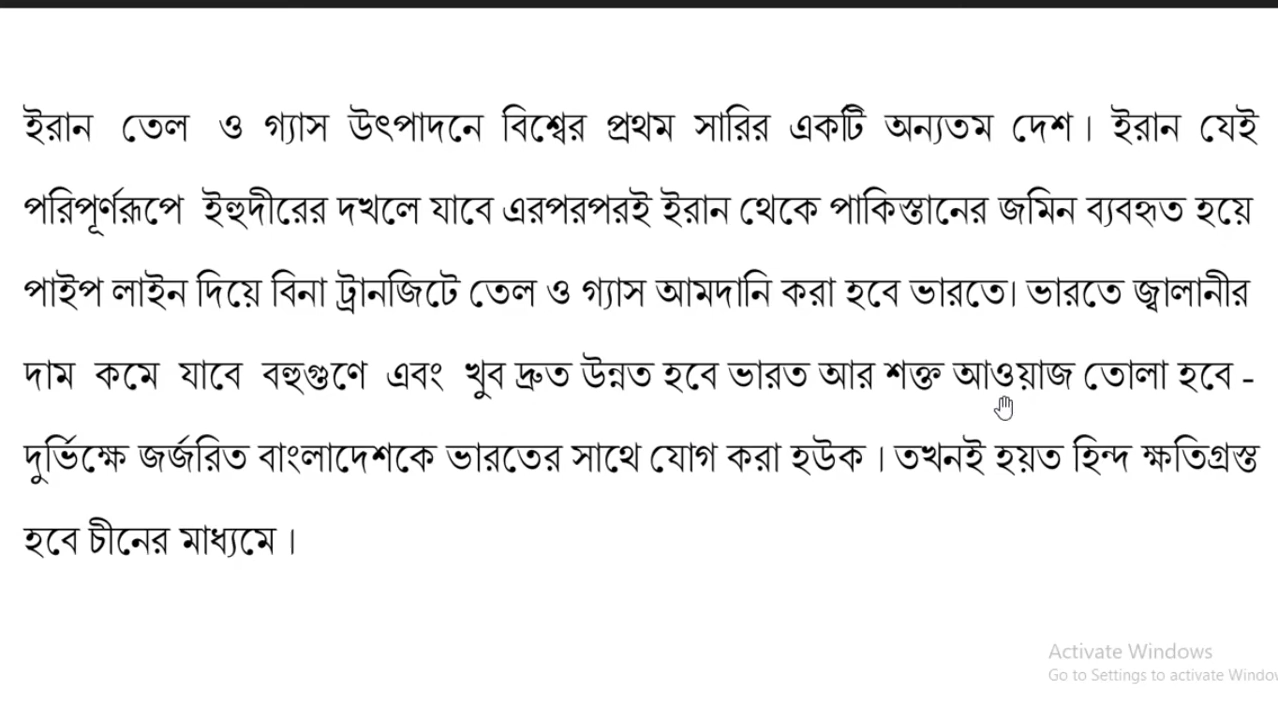 ইরান তেল ও গ্যাস উৎপাদনে বিশ্বের প্রথম সারির একটি অন্যতম দেশ। ইরান যেই
পরিপূর্ণরূপে ইহুদীরের দখলে যাবে এরপরপরই ইরান থেকে পাকিস্তানের জমিন ব্যবহৃত হয়ে
পাইপ লাইন দিয়ে বিনা ট্রানজিটে তেল ও গ্যাস আমদানি করা হবে ভারতে। ভারতে জ্বালানীর
দাম কমে যাবে বহুগুণে এবং খুব দ্রুত উন্নত হবে ভারত আর শক্ত আওয়াজ তোলা হবে -
দুর্ভিক্ষে জর্জরিত বাংলাদেশকে ভারতের সাথে যোগ করা হউক। তখনই হয়ত হিন্দ ক্ষতিগ্রস্ত
হবে চীনের মাধ্যমে।
Activate Windows
Go to Settings to activate Window